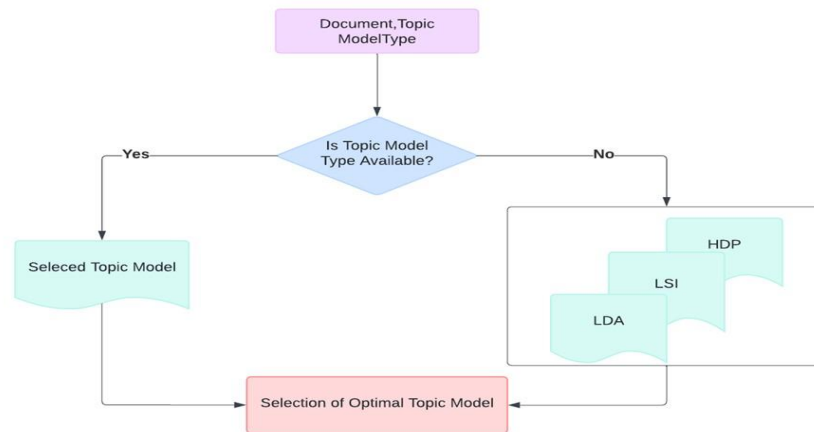 Document,Topic
ModelType
Is Topic Model
Type Available?
Yes
No
Seleced Topic Model
HDP
LSI
LDA
Selection of Optimal Topic Model